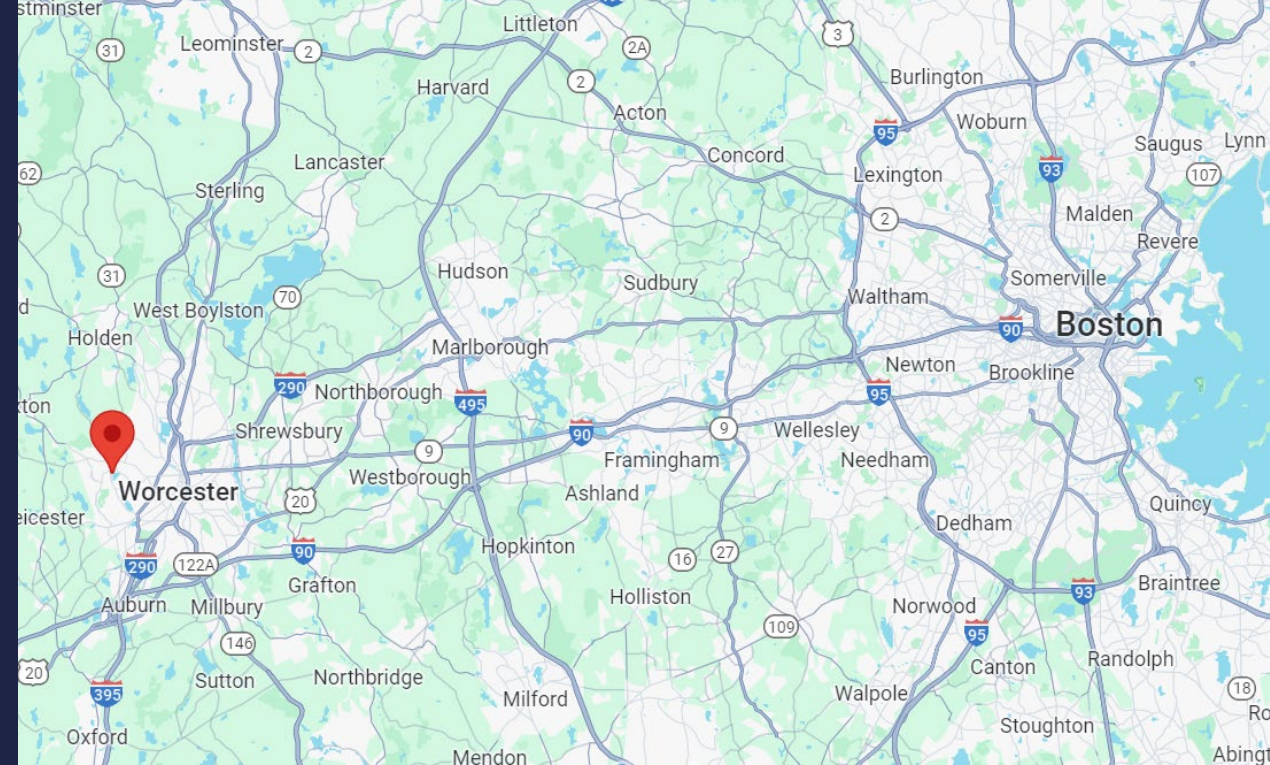 stminster
Littleton
3
31
Leominster
2
2A
Harvard
2
Burlington
Acton
95
Woburn
Saugus
Lynn
Lancaster
Concord
93
62
Lexington
107
Sterling
2
Malden
Revere
Hudson
31
Sudbury
Somerville
70
Waltham
d
West Boylston
Boston
90
Holden
Marlborough
Newton
Brookline
290
Northborough
495
95
xton
Shrewsbury
9
90
9
Wellesley
Framingham
Needham
Westborough
Worcester
20
Ashland
Quincy
eicester
Dedham
Hopkinton
90
16
27
290
122A
Grafton
Holliston
93
Braintree
Auburn
Millbury
Norwood
109
95
146
20
Sutton
Northbridge
Canton
Randolph
395
Milford
Walpole
18
Ro
Oxford
Stoughton
Mendon
Abingt